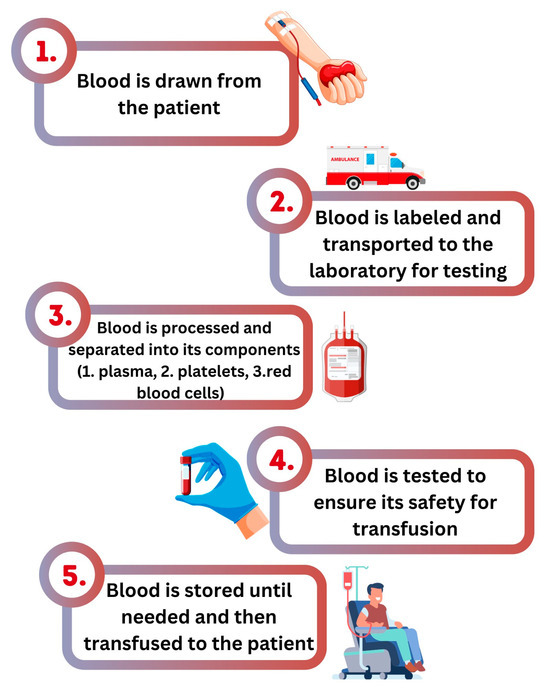 1.
Blood is drawn from
the patient
AMBULANCE
2.
Blood is labeled and
transported to the
laboratory for testing
3.
Blood is processed and
separated into its components
(1. plasma, 2. platelets, 3.red
blood cells)
4.
Blood is tested to
ensure its safety for
transfusion
5.
Blood is stored until
needed and then
transfused to the patient